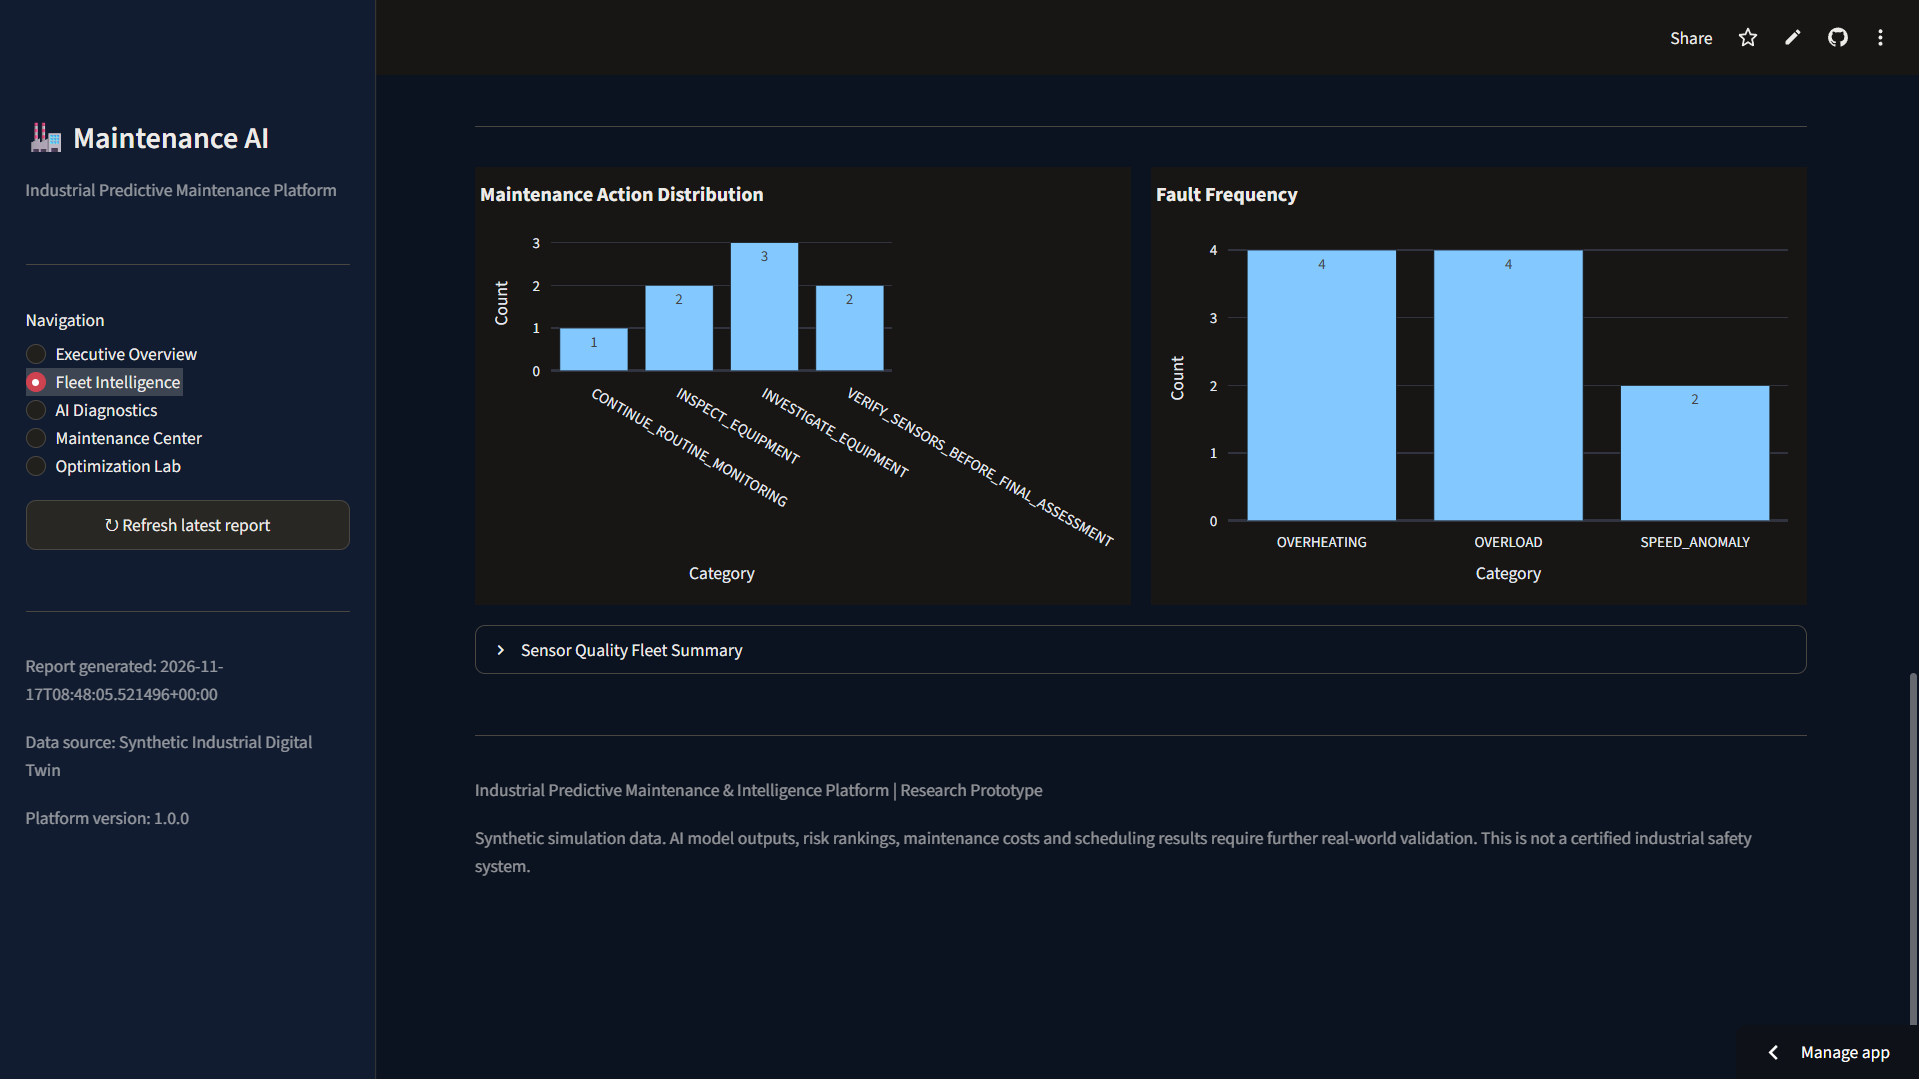 Share
Maintenance AI
Industrial Predictive Maintenance Platform
Navigation
Executive Overview
Fleet Intelligence
AI Diagnostics
Maintenance Center
Optimization Lab
↻ Refresh latest report
Report generated: 2026-11-
17T08:48:05.521496+00:00
Data source: Synthetic Industrial Digital
Twin
Platform version: 1.0.0
Maintenance Action Distribution
Count
3
2
1
0
1
2
3
2
CONTINUE_ROUTINE_MONITORING
INSPECT_EQUIPMENT
INVESTIGATE_EQUIPMENT
VERIFY_SENSORS_BEFORE_FINAL_ASSESSMENT
Category
Fault Frequency
Count
4
3
2
1
0
4
4
2
OVERHEATING
OVERLOAD
SPEED_ANOMALY
Category
Sensor Quality Fleet Summary
Industrial Predictive Maintenance & Intelligence Platform | Research Prototype
Synthetic simulation data. AI model outputs, risk rankings, maintenance costs and scheduling results require further real-world validation. This is not a certified industrial safety
system.
Manage app